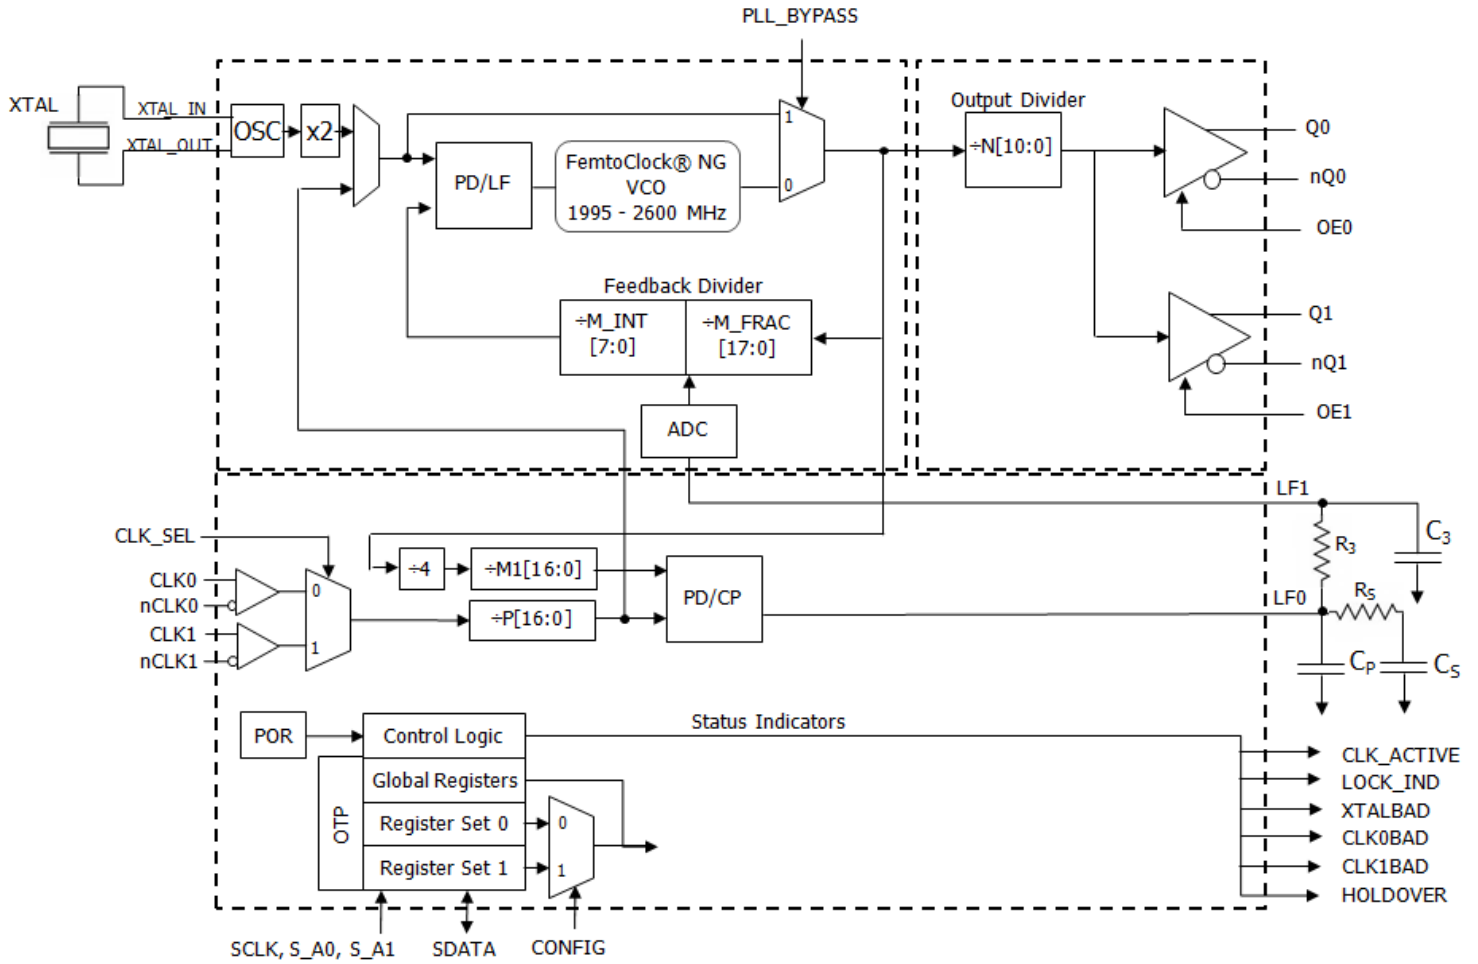 PLL_BYPASS
XTAL
XTAL_IN
XTAL_OUT
OSC
x2
PD/LF
FemtoClock® NG
VCO
1995 - 2600 MHz
1
0
Output Divider
÷N[10:0]
Q0
nQ0
OE0
Q1
nQ1
OE1
Feedback Divider
÷M_INT
[7:0]
÷M_FRAC
[17:0]
ADC
LF1
R3
C3
LF0
RS
CP
CS
CLK_SEL
CLK0
nCLK0
CLK1
nCLK1
0
1
÷4
÷M1[16:0]
÷P[16:0]
PD/CP
POR
Control Logic
Global Registers
Register Set 0
Register Set 1
OTP
0
1
Status Indicators
CLK_ACTIVE
LOCK_IND
XTALBAD
CLK0BAD
CLK1BAD
HOLDOVER
SCLK, S_A0, S_A1
SDATA
CONFIG